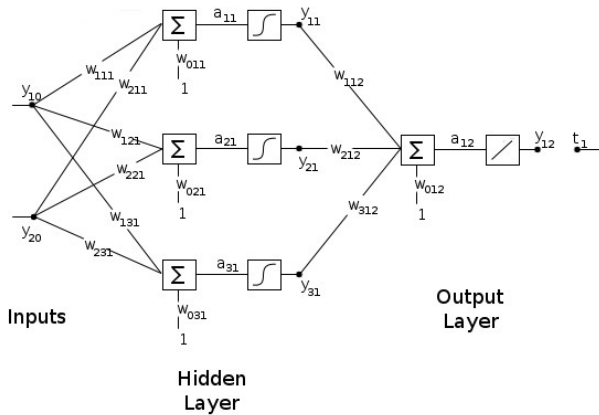 Σ
a11
y11
w011
1
y10
w111
w211
w112
w121
Σ
a21
y21
w212
Σ
a12
y12
t1
w221
w021
1
w012
1
w312
w131
y20
w231
Σ
a31
y31
w031
1
Inputs
Hidden
Layer
Output
Layer